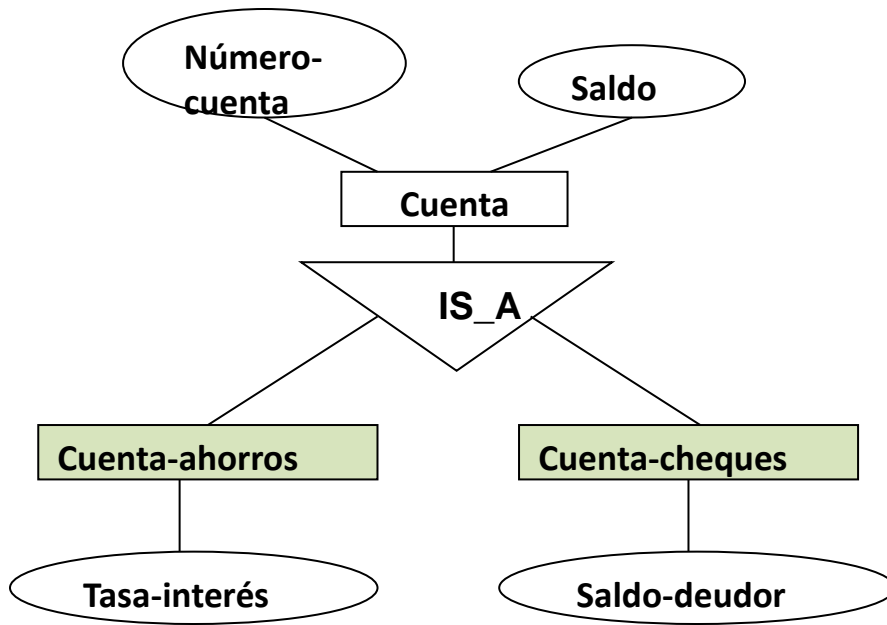 Número-
cuenta
Saldo
Cuenta
IS_A
Cuenta-ahorros
Cuenta-cheques
Tasa-interés
Saldo-deudor